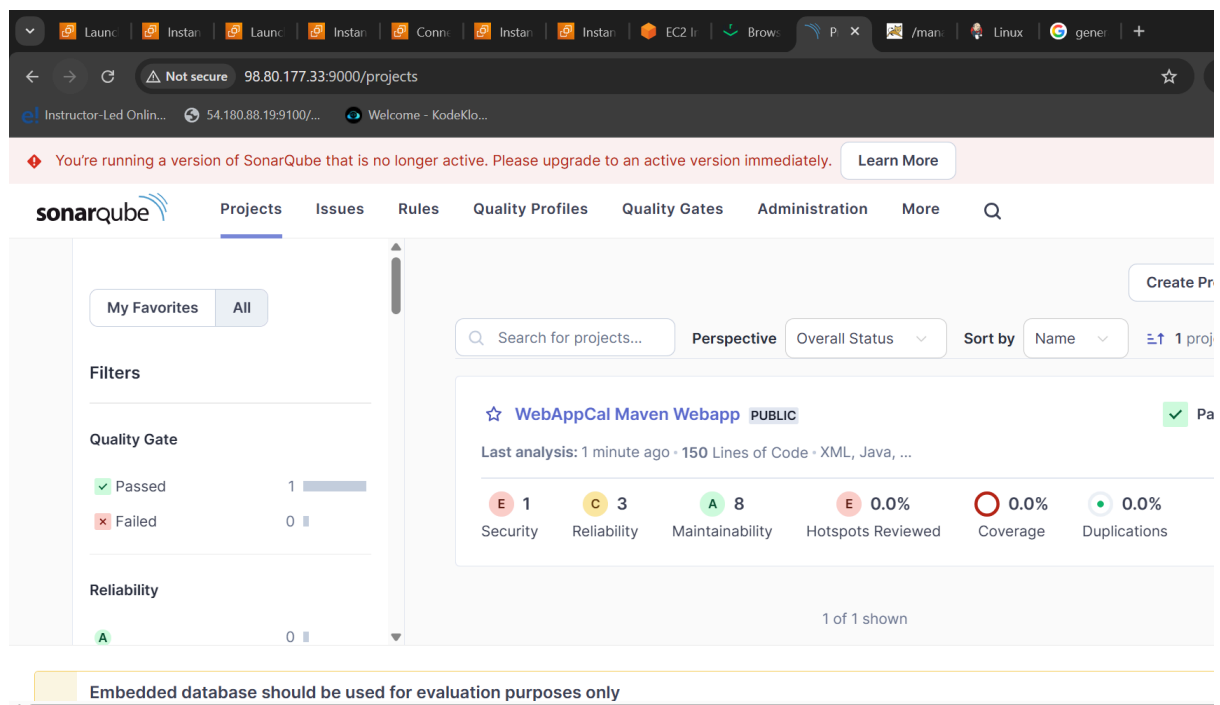 Launc Instan Launc Instan Conne Instan Instan EC2 In Brows P /mana Linux gener
Not secure 98.80.177.33:9000/projects
e! Instructor-Led Onlin... 54.180.88.19:9100/... Welcome - KodeKlo...
You're running a version of SonarQube that is no longer active. Please upgrade to an active version immediately. Learn More
sonarqube Projects Issues Rules Quality Profiles Quality Gates Administration More
My Favorites All
Create Pr
Search for projects... Perspective Overall Status Sort by Name 1 proj
Filters
Quality Gate
Passed 1
Failed 0
Reliability
A 0
WebAppCal Maven Webapp PUBLIC Pa
Last analysis: 1 minute ago • 150 Lines of Code • XML, Java, ...
E 1 C 3 A 8 E 0.0% 0.0% 0.0%
Security Reliability Maintainability Hotspots Reviewed Coverage Duplications
1 of 1 shown
Embedded database should be used for evaluation purposes only